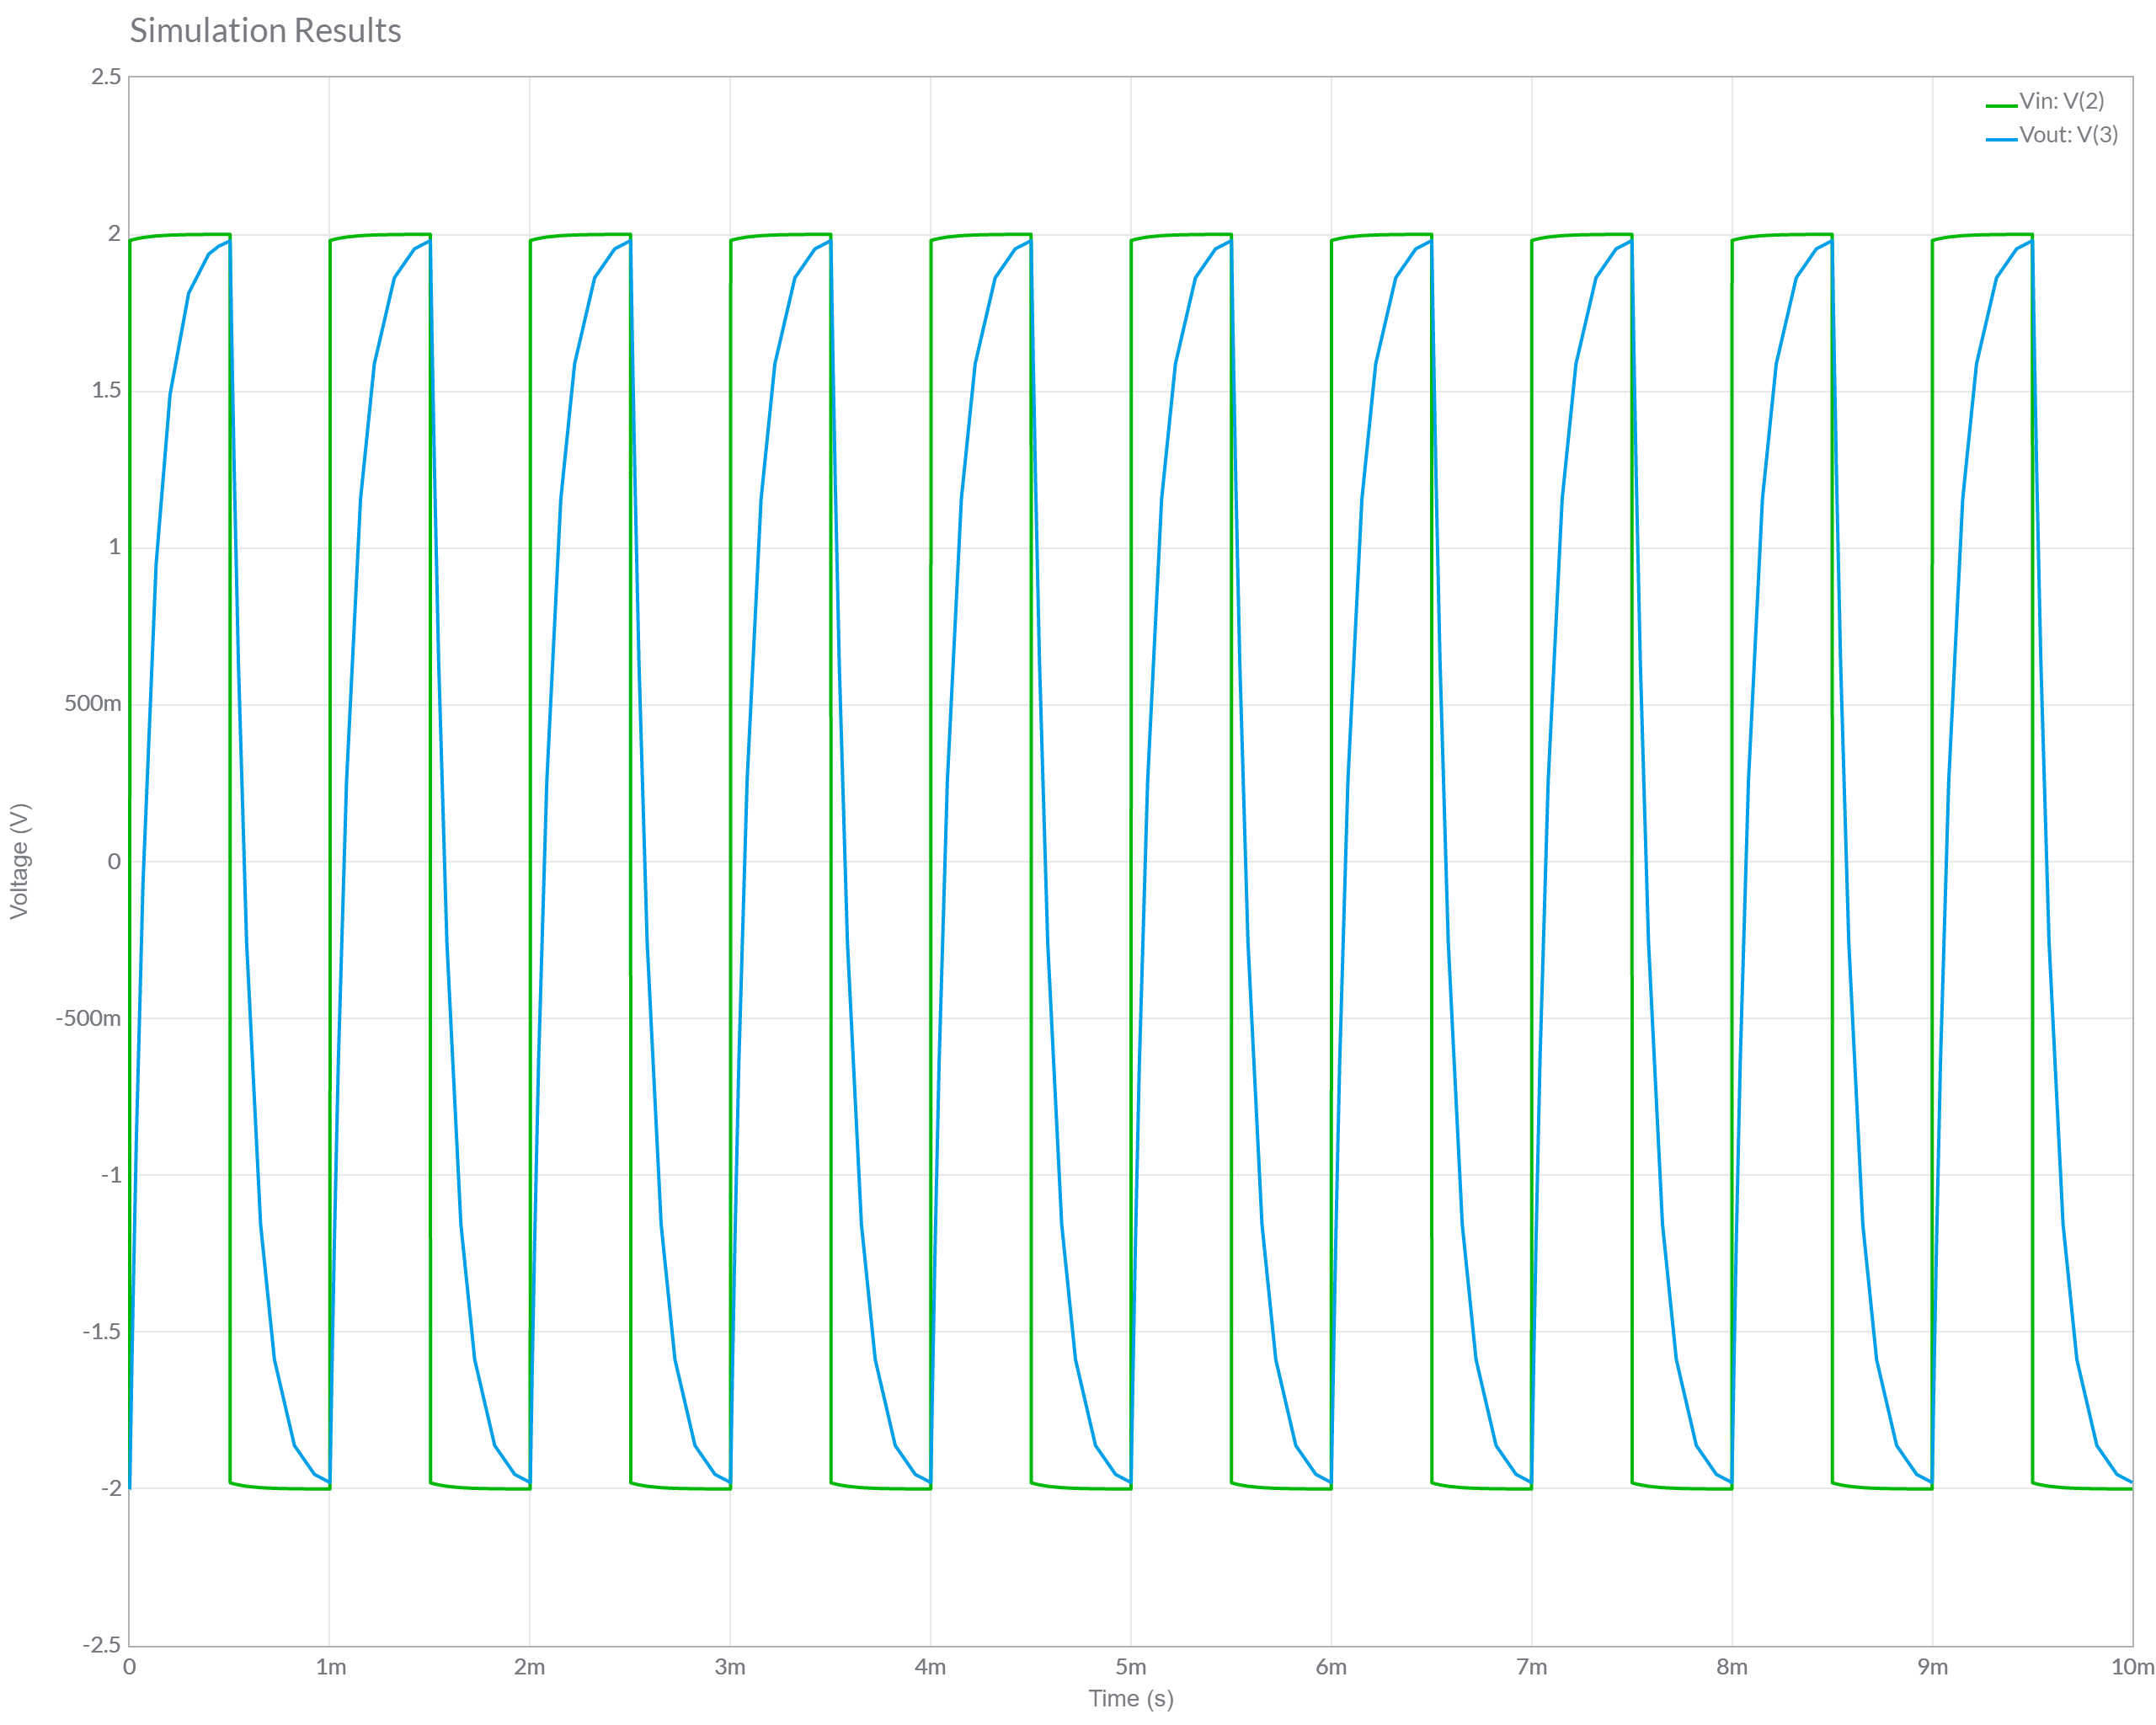 Simulation Results
2.5
Vin: V(2)
Vout: V(3)
2
1.5
1
500m
0
-500m
-1
-1.5
-2
-2.5
Voltage (V)
0 1m 2m 3m 4m 5m 6m 7m 8m 9m 10m
Time (s)